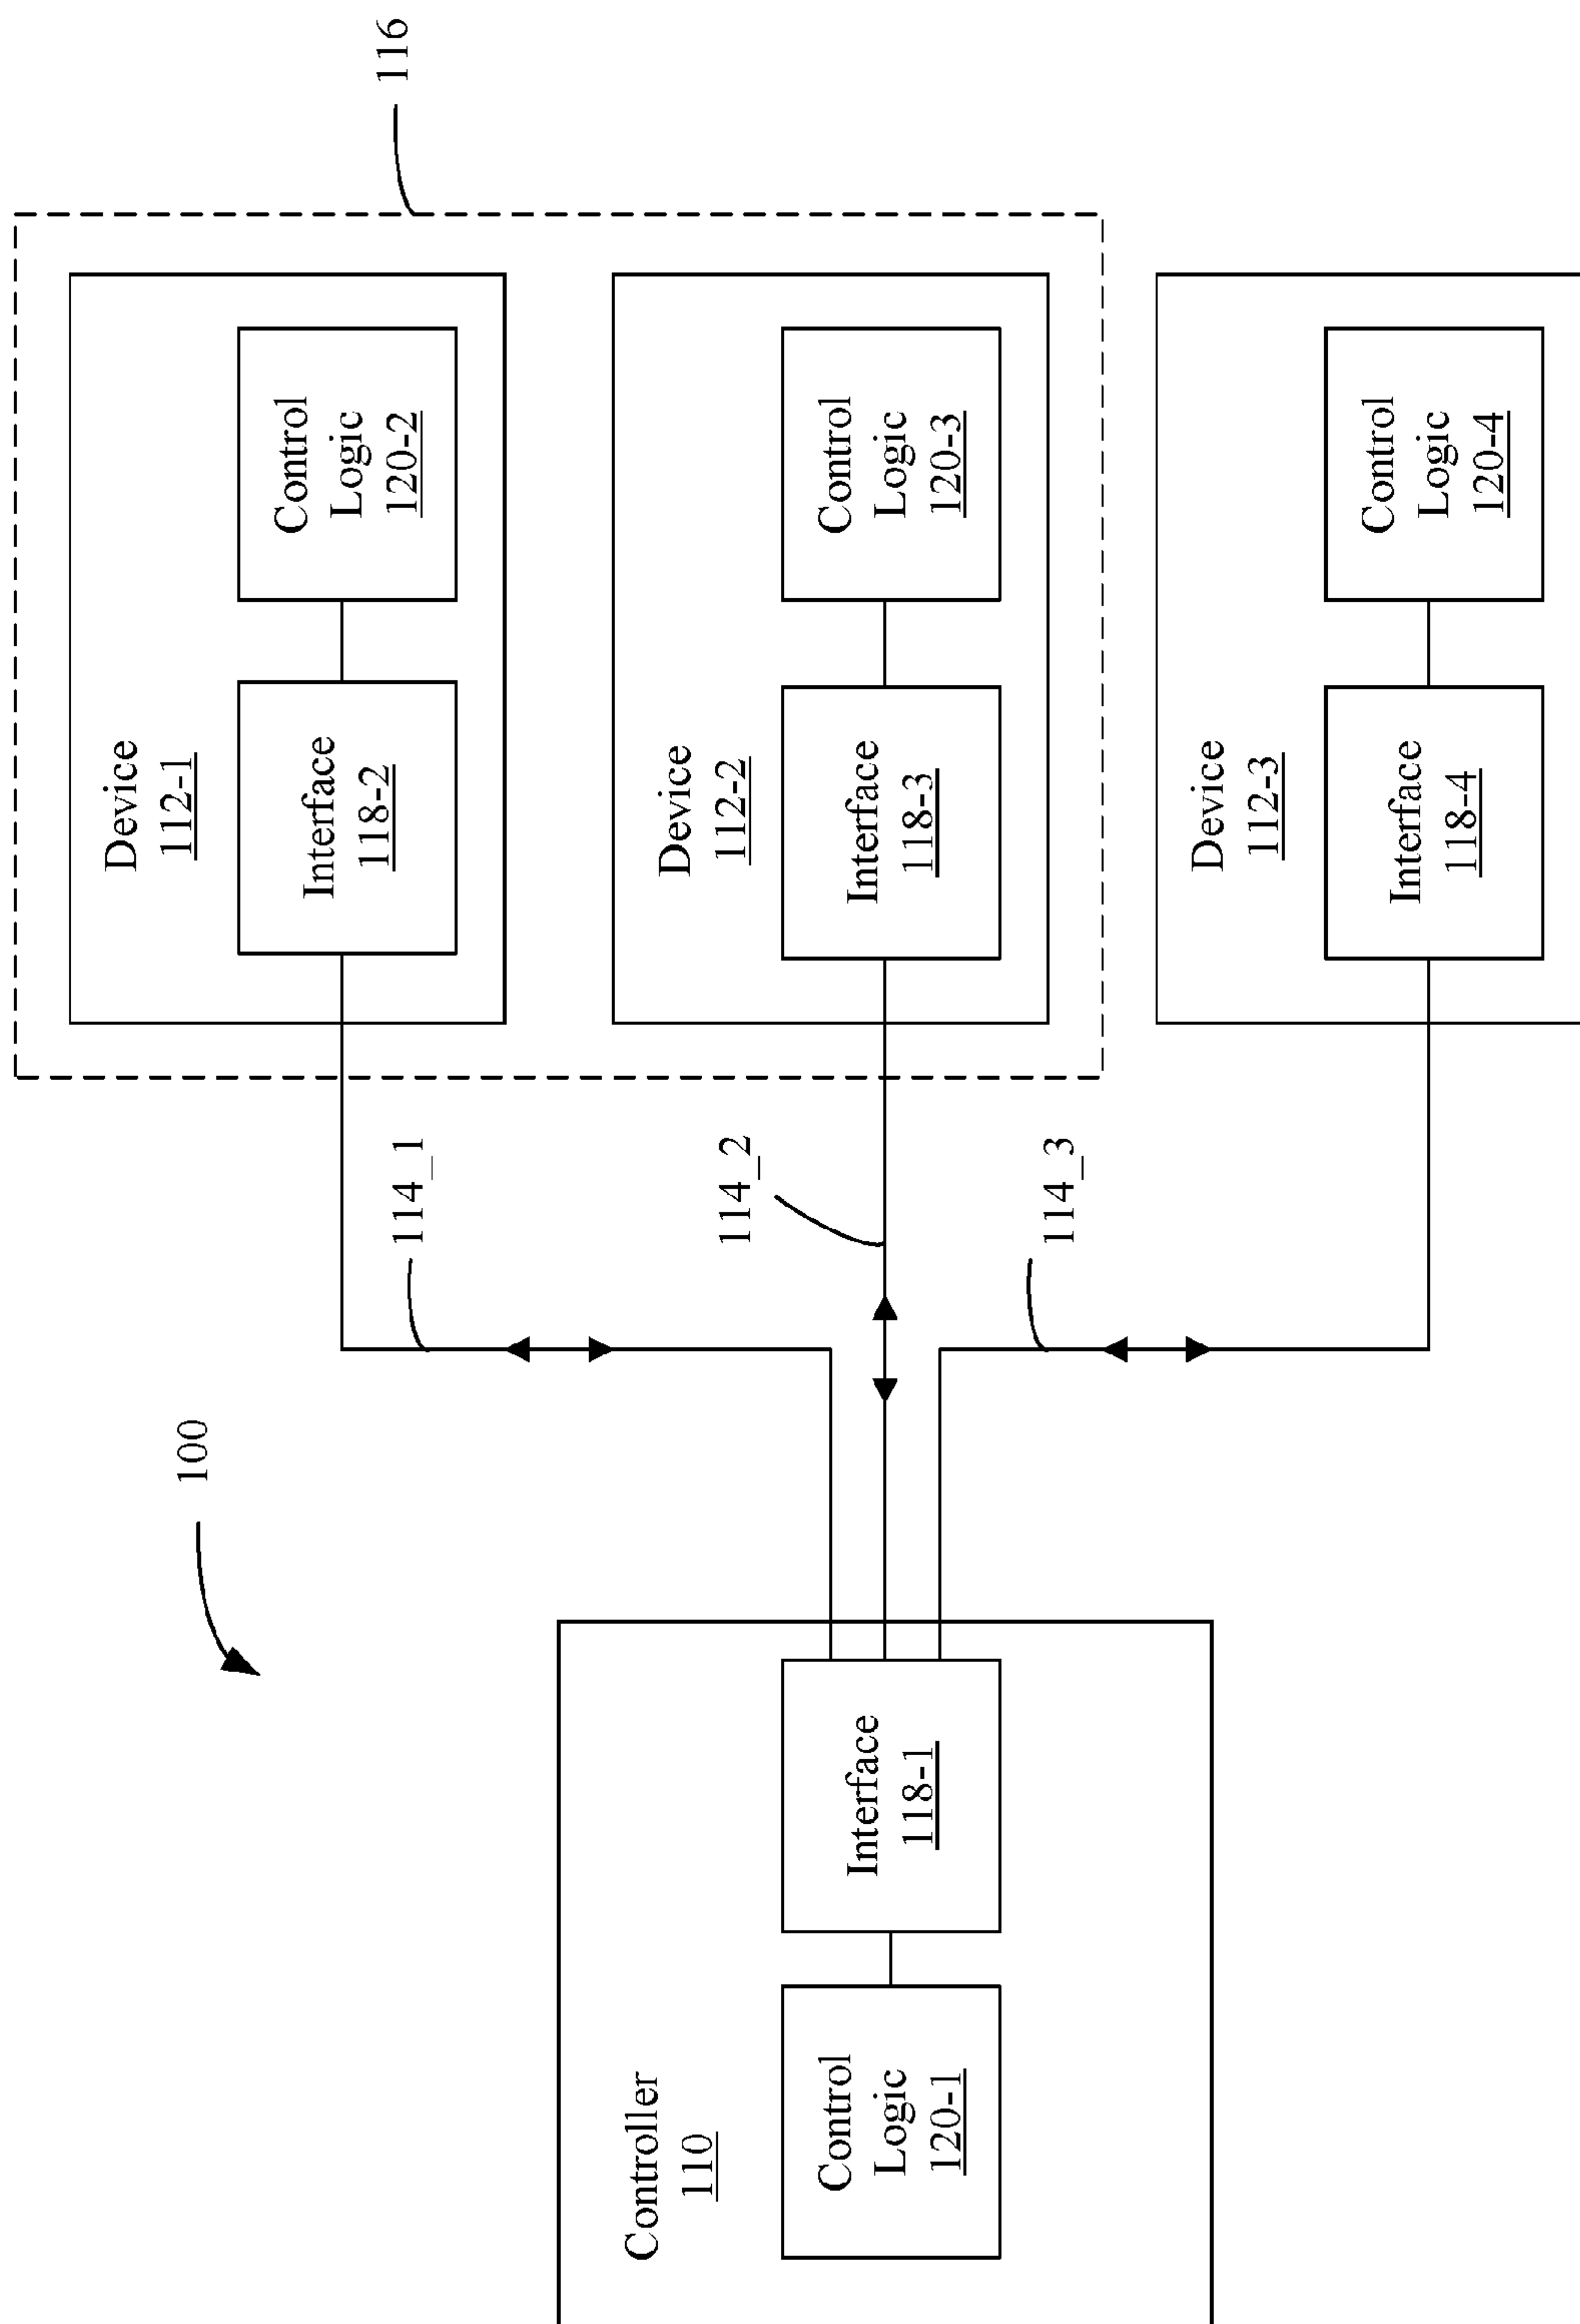 100
Controller
110
Control
Logic
120-1
Interface
118-1
114_1
114_2
114_3
116
Device
112-1
Interface
118-2
Control
Logic
120-2
Device
112-2
Interface
118-3
Control
Logic
120-3
Device
112-3
Interface
118-4
Control
Logic
120-4